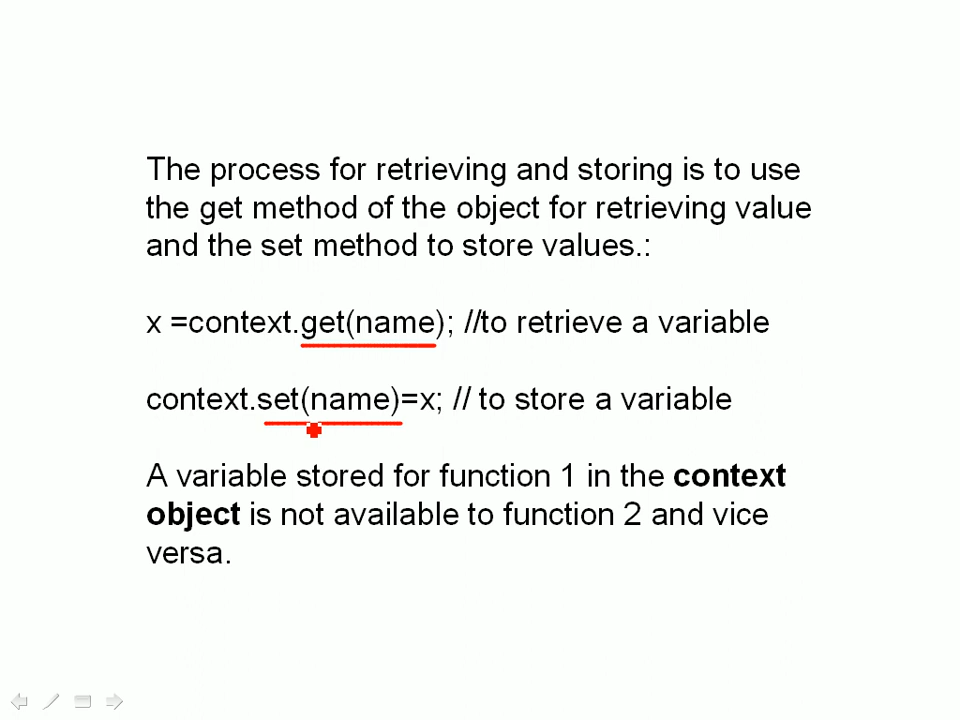 The process for retrieving and storing is to use
the get method of the object for retrieving value
and the set method to store values.:
x =context.get(name); //to retrieve a variable
context.set(name)=x; // to store a variable
A variable stored for function 1 in the context
object is not available to function 2 and vice
versa.